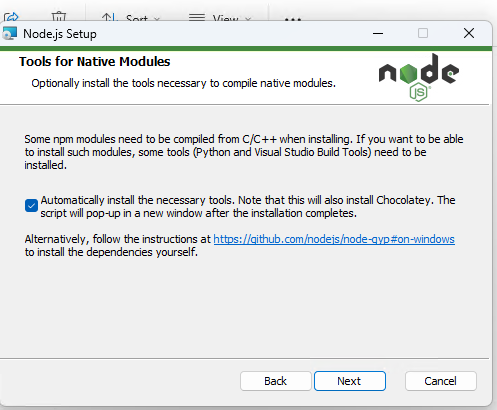 Sort
View
Node.js Setup
Tools for Native Modules
Optionally install the tools necessary to compile native modules.
node
JS
Some npm modules need to be compiled from C/C++ when installing. If you want to be able
to install such modules, some tools (Python and Visual Studio Build Tools) need to be
installed.
Automatically install the necessary tools. Note that this will also install Chocolatey. The
script will pop-up in a new window after the installation completes.
Alternatively, follow the instructions at https://github.com/nodejs/node-gyp#on-windows
to install the dependencies yourself.
Back
Next
Cancel